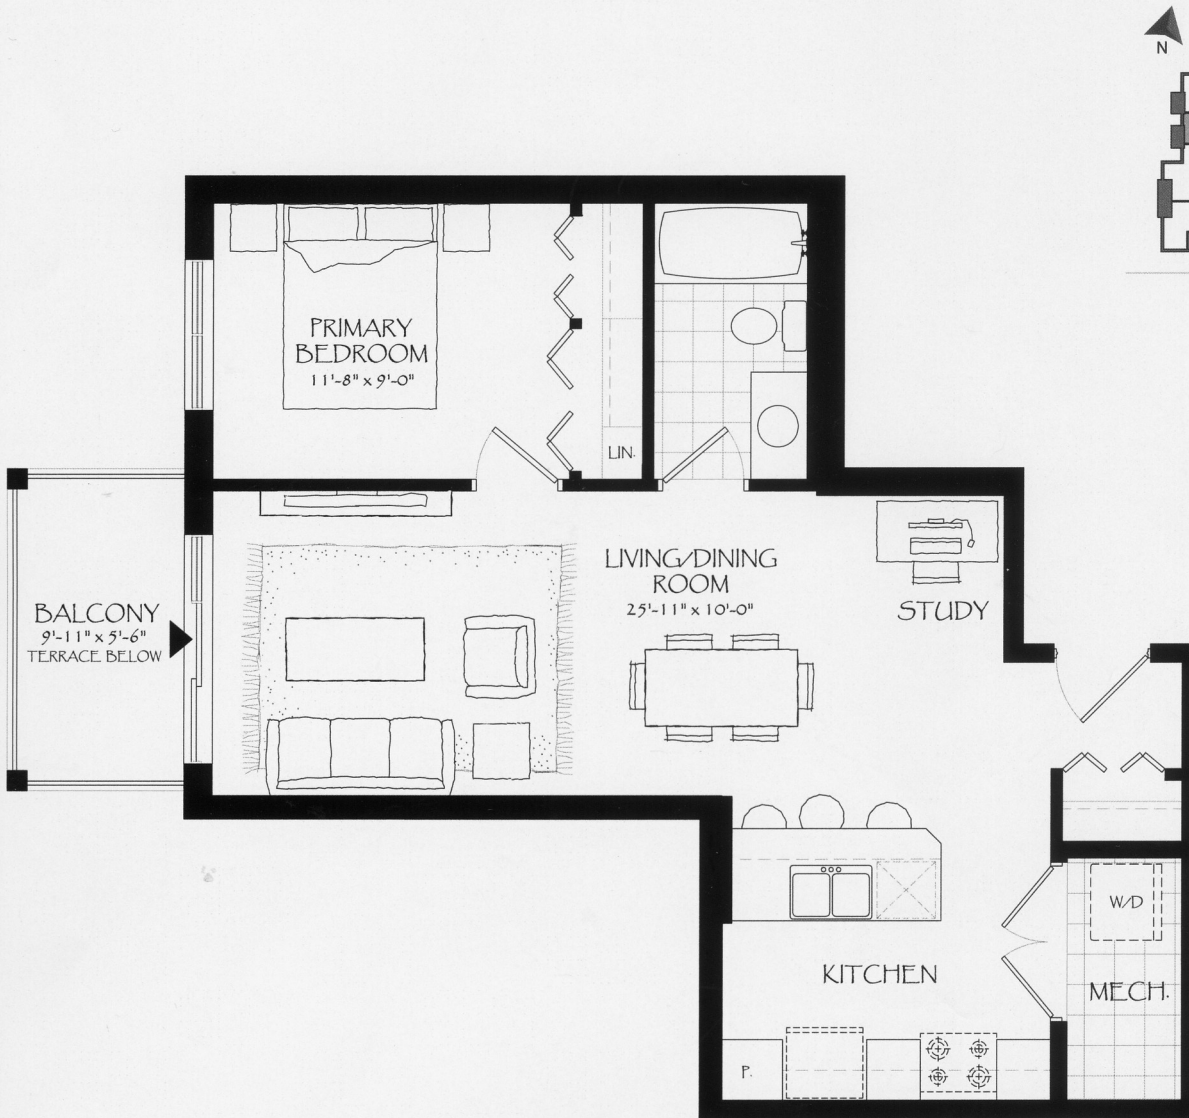 N
PRIMARY
BEDROOM
11'-8" x 9'-0"
LIN.
LIVING/DINING
ROOM
25'-11" x 10'-0"
STUDY
BALCONY
9'-11" x 5'-6"
TERRACE BELOW
W/D
KITCHEN
MECH.
P.